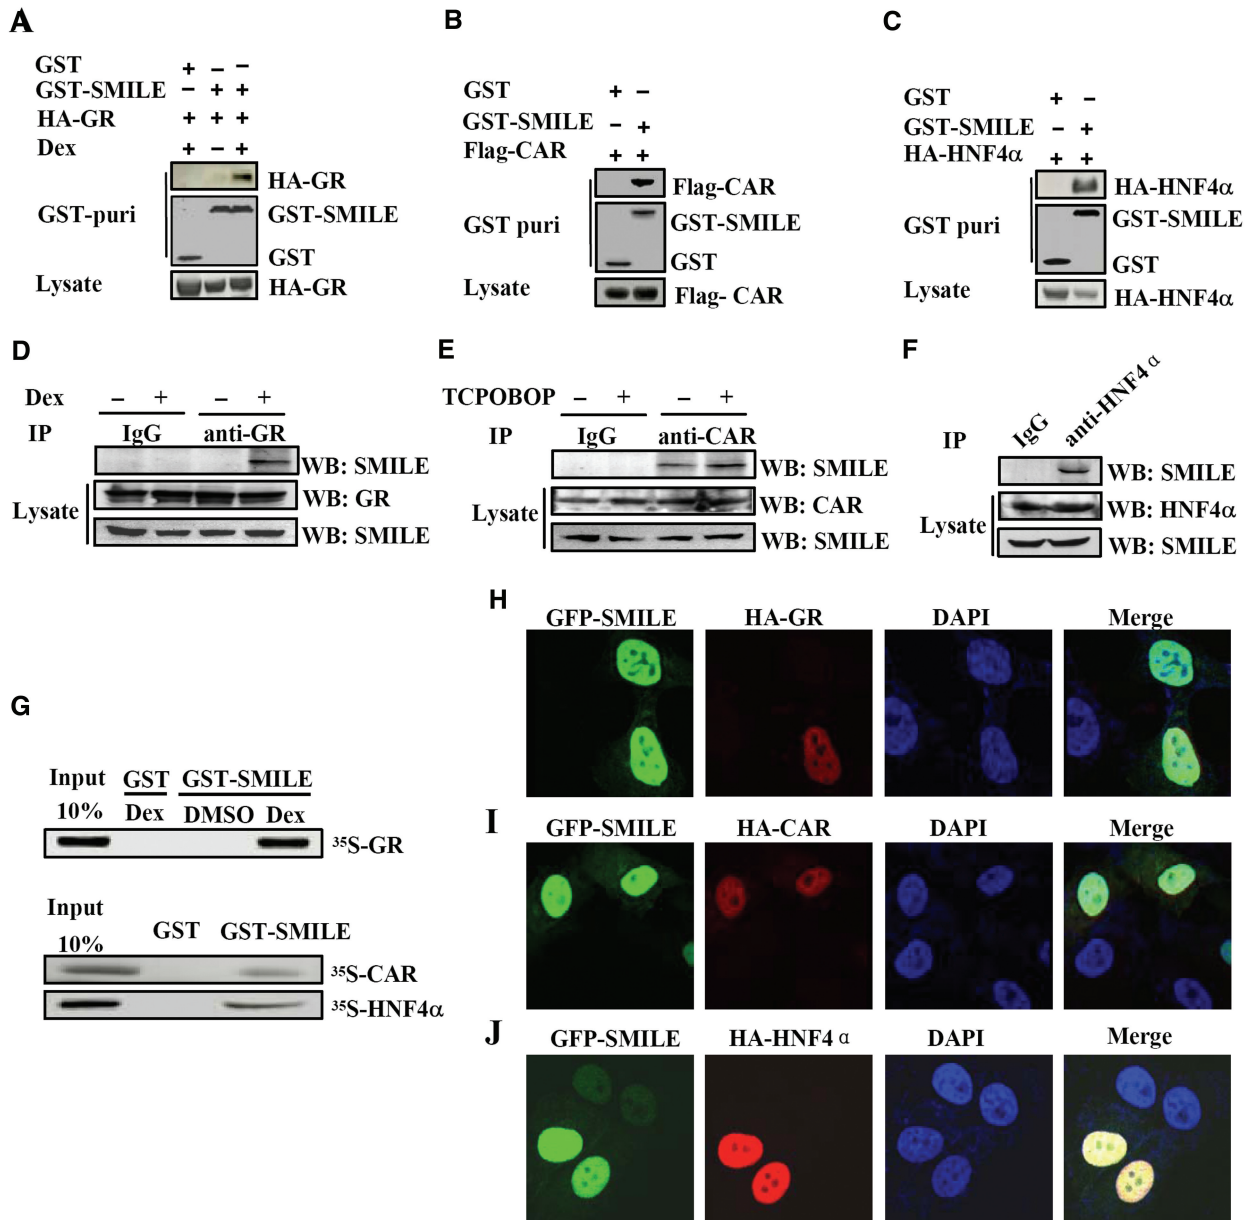 A
GST + – –
GST-SMILE – + +
HA-GR + + +
Dex + – +
HA-GR
GST-puri GST-SMILE
GST
Lysate HA-GR
B
GST + –
GST-SMILE – +
Flag-CAR + +
Flag-CAR
GST puri GST-SMILE
GST
Lysate Flag- CAR
C
GST + –
GST-SMILE – +
HA-HNF4α + +
HA-HNF4α
GST puri GST-SMILE
GST
Lysate HA-HNF4α
D
Dex – + – +
IP IgG anti-GR
WB: SMILE
Lysate WB: GR
WB: SMILE
E
TCPOBOP – + – +
IP IgG anti-CAR
WB: SMILE
Lysate WB: CAR
WB: SMILE
F
IP IgG anti-HNF4 α
WB: SMILE
Lysate WB: HNF4α
WB: SMILE
G
Input GST GST-SMILE
10% Dex DMSO Dex
³⁵S-GR
Input
10% GST GST-SMILE
³⁵S-CAR
³⁵S-HNF4α
H
GFP-SMILE HA-GR DAPI Merge
I
GFP-SMILE HA-CAR DAPI Merge
J
GFP-SMILE HA-HNF4 α DAPI Merge